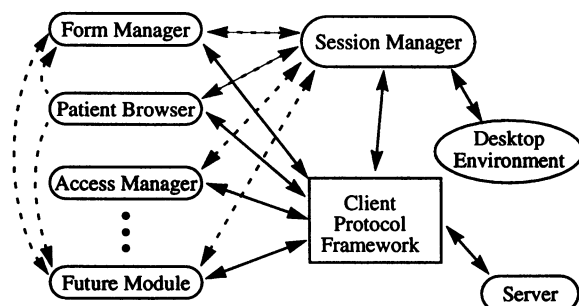 Form Manager
Session Manager
Patient Browser
Desktop
Environment
Access Manager
Client
Protocol
Framework
Future Module
Server